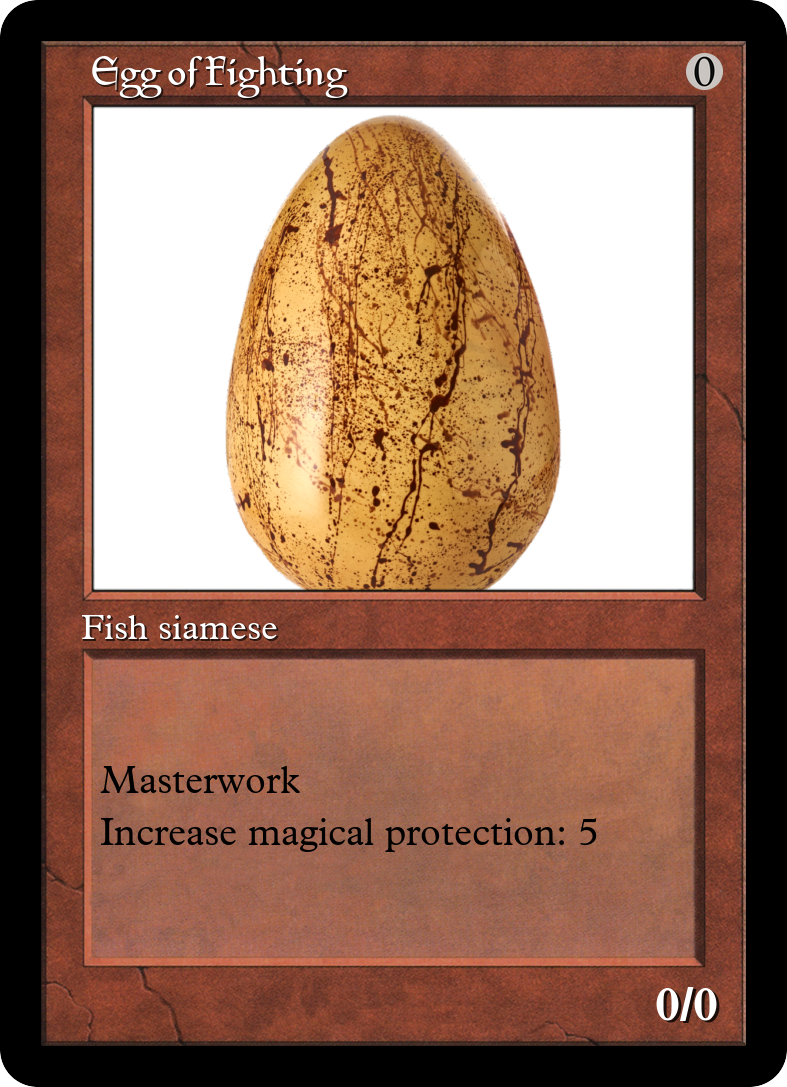 Egg of Fighting
0
Fish siamese
Masterwork
Increase magical protection: 5
0/0